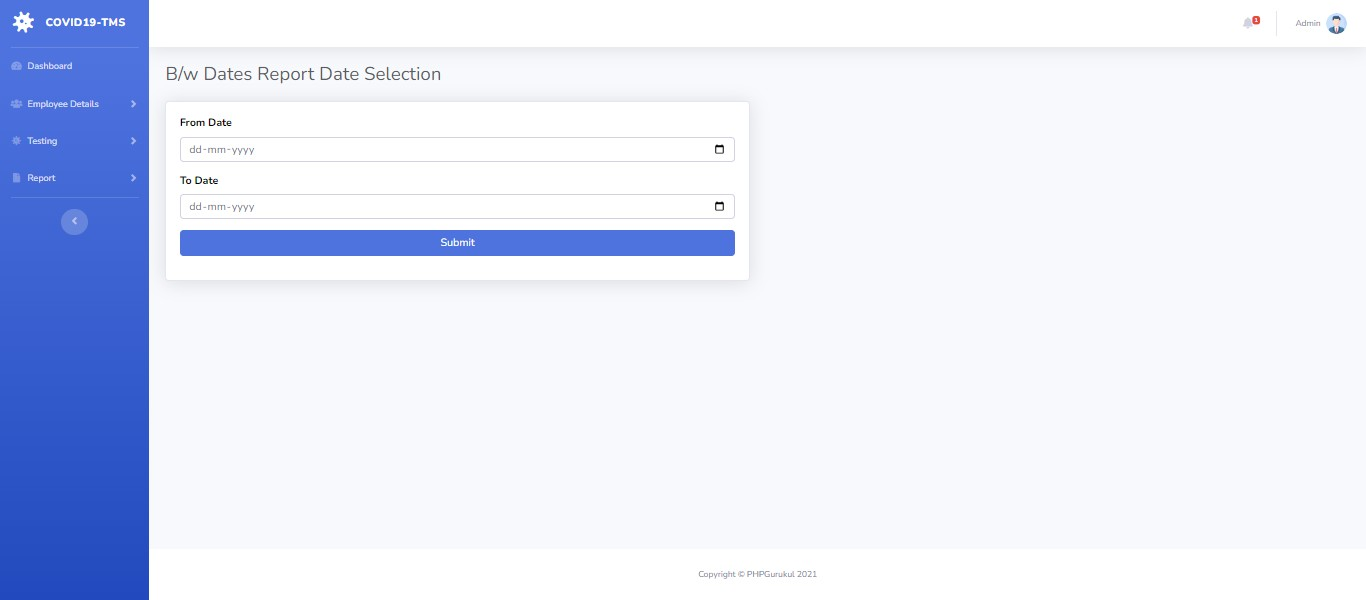 COVID19-TMS
1
Admin
Dashboard
Employee Details
Testing
Report
B/w Dates Report Date Selection
From Date
dd-mm-yyyy
To Date
dd-mm-yyyy
Submit
Copyright © PHPGurukul 2021